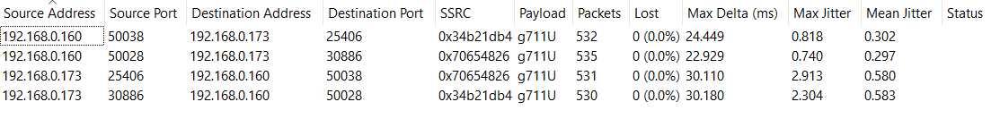 Source Address Source Port Destination Address Destination Port SSRC Payload Packets Lost Max Delta (ms) Max Jitter Mean Jitter Status
192.168.0.160 50038 192.168.0.173 25406 0x34b21db4 g711U 532 0 (0.0%) 24.449 0.818 0.302
192.168.0.160 50028 192.168.0.173 30886 0x70654826 g711U 535 0 (0.0%) 22.929 0.740 0.297
192.168.0.173 25406 192.168.0.160 50038 0x70654826 g711U 531 0 (0.0%) 30.110 2.913 0.580
192.168.0.173 30886 192.168.0.160 50028 0x34b21db4 g711U 530 0 (0.0%) 30.180 2.304 0.583